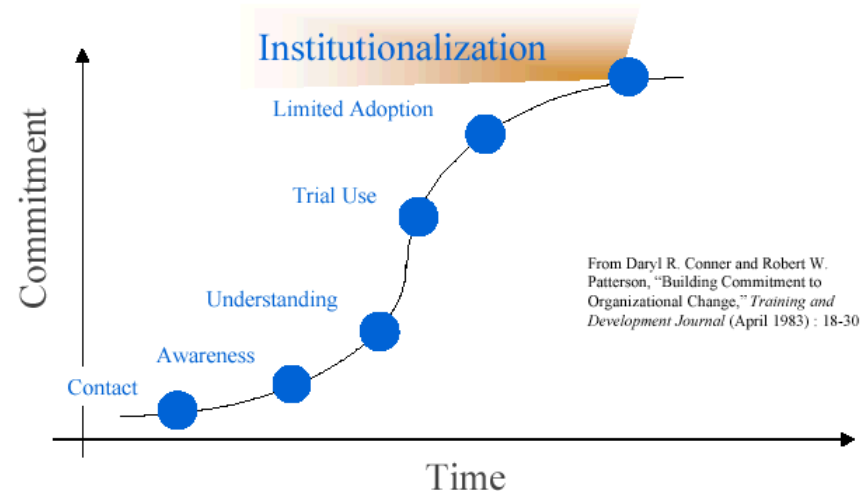 Institutionalization
Limited Adoption
Trial Use
Understanding
Awareness
Contact
Commitment
Time
From Daryl R. Conner and Robert W.
Patterson, “Building Commitment to
Organizational Change,” Training and
Development Journal (April 1983) : 18-30